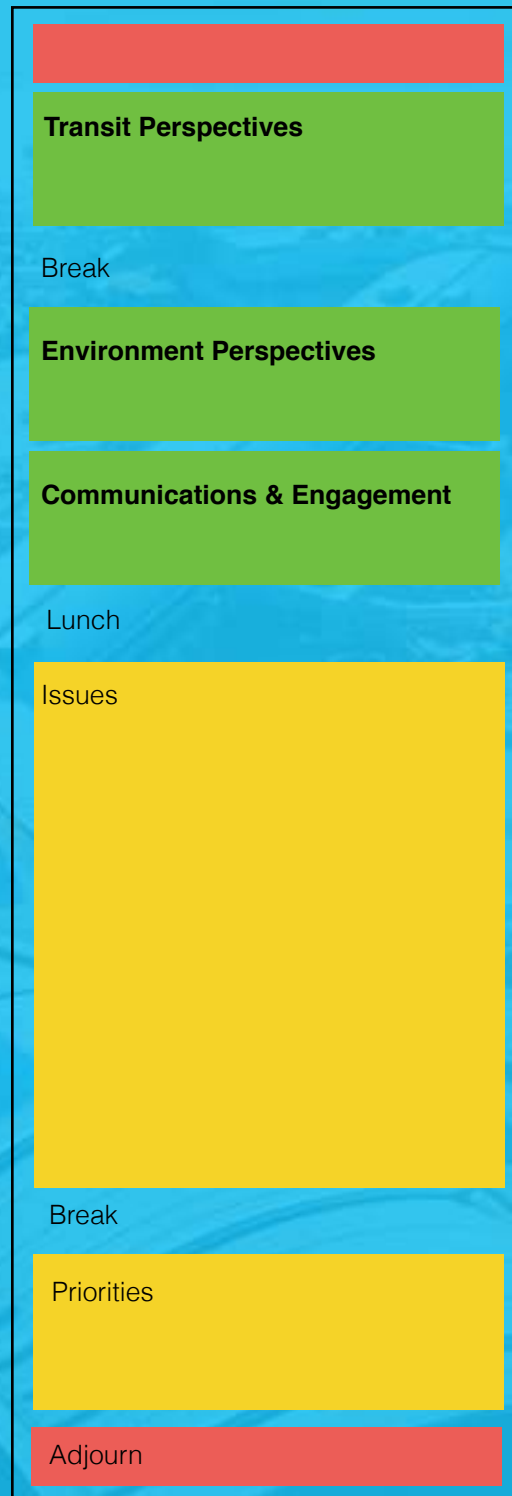 Transit Perspectives
Break
Environment Perspectives
Communications & Engagement
Lunch
Issues
Break
Priorities
Adjourn